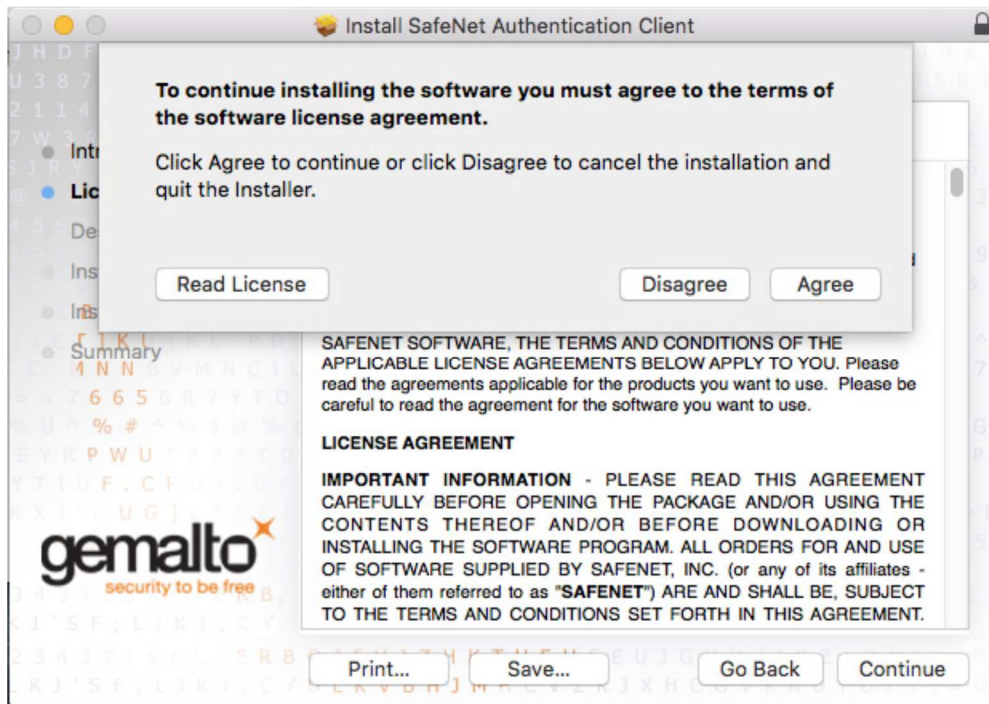 Install SafeNet Authentication Client
To continue installing the software you must agree to the terms of
the software license agreement.
Click Agree to continue or click Disagree to cancel the installation and
quit the Installer.
Read License
Disagree
Agree
Summary
SAFENET SOFTWARE, THE TERMS AND CONDITIONS OF THE
APPLICABLE LICENSE AGREEMENTS BELOW APPLY TO YOU. Please
read the agreements applicable for the products you want to use. Please be
careful to read the agreement for the software you want to use.
LICENSE AGREEMENT
IMPORTANT INFORMATION - PLEASE READ THIS AGREEMENT
CAREFULLY BEFORE OPENING THE PACKAGE AND/OR USING THE
CONTENTS THEREOF AND/OR BEFORE DOWNLOADING OR
INSTALLING THE SOFTWARE PROGRAM. ALL ORDERS FOR AND USE
OF SOFTWARE SUPPLIED BY SAFENET, INC. (or any of its affiliates -
either of them referred to as "SAFENET") ARE AND SHALL BE, SUBJECT
TO THE TERMS AND CONDITIONS SET FORTH IN THIS AGREEMENT.
gemalto
security to be free
Print...
Save...
Go Back
Continue